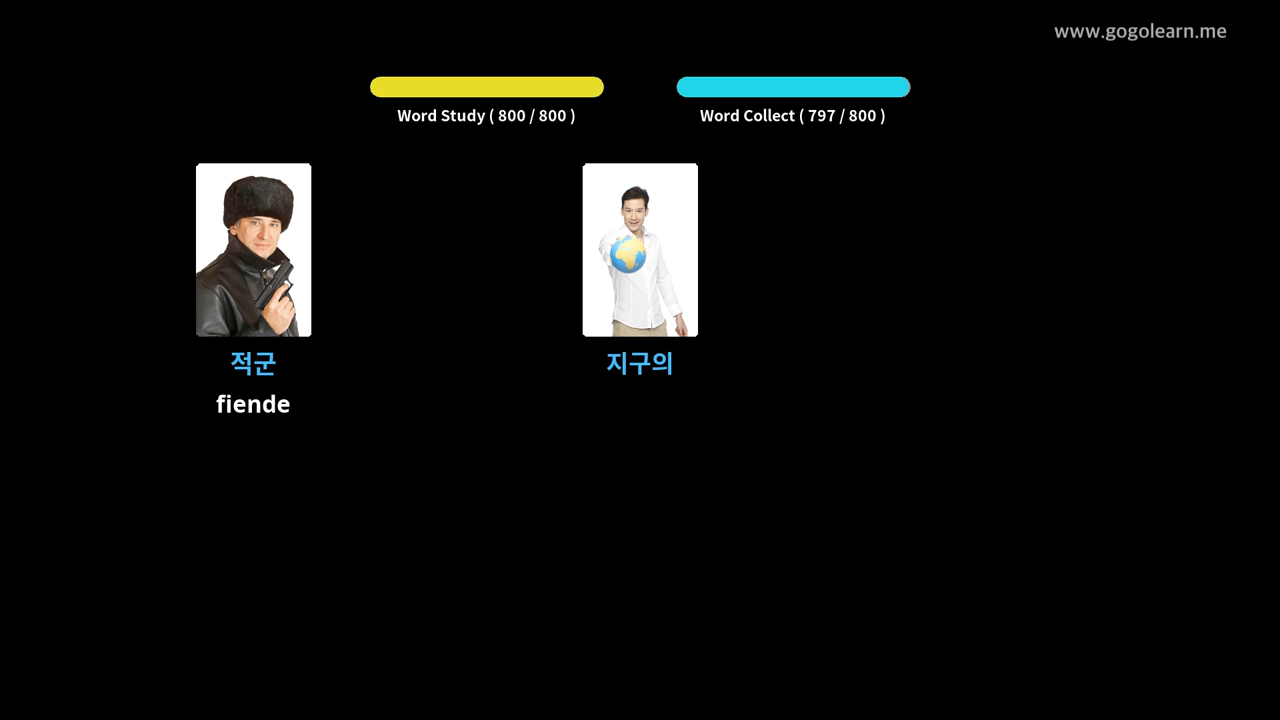 www.gogolearn.me
Word Study ( 800 / 800 )
Word Collect ( 797 / 800 )
적군
지구의
fiende